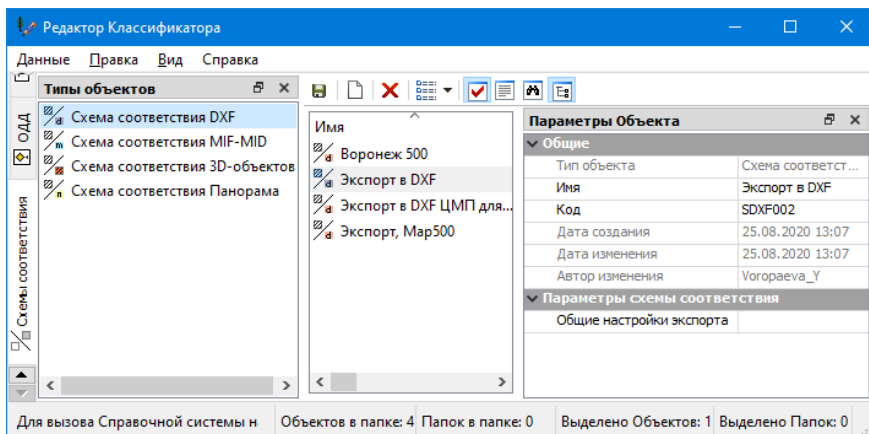 Редактор Классификатора
Данные Правка Вид Справка
Типы объектов
Схема соответствия DXF
Схема соответствия MIF-MID
Схема соответствия 3D-объектов
Схема соответствия Панорама
ОДД
Схемы соответствия
Имя
Воронеж 500
Экспорт в DXF
Экспорт в DXF ЦМП для...
Экспорт, Map500
Параметры Объекта
Общие
Тип объекта Схема соответст...
Имя Экспорт в DXF
Код SDXF002
Дата создания 25.08.2020 13:07
Дата изменения 25.08.2020 13:07
Автор изменения Voropaeva_Y
Параметры схемы соответствия
Общие настройки экспорта
Для вызова Справочной системы н Объектов в папке: 4 Папок в папке: 0 Выделено Объектов: 1 Выделено Папок: 0